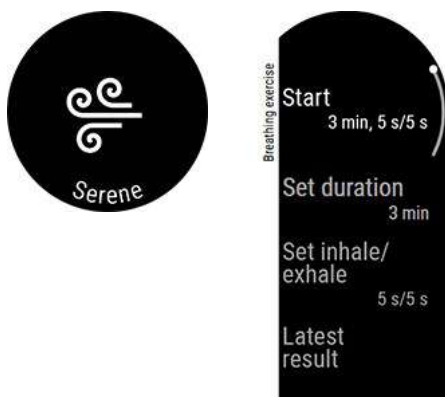 Serene
Breathing exercise
Start
3 min, 5 s/5 s
Set duration
3 min
Set inhale/
exhale
5 s/5 s
Latest
result